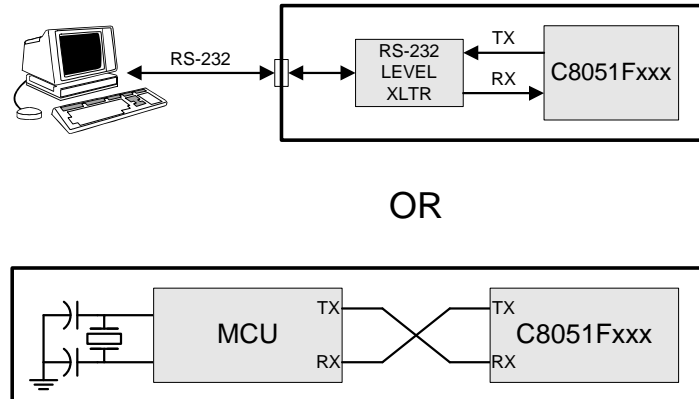 RS-232
RS-232
LEVEL
XLTR
TX
RX
C8051Fxxx
OR
MCU
TX
RX
TX
RX
C8051Fxxx